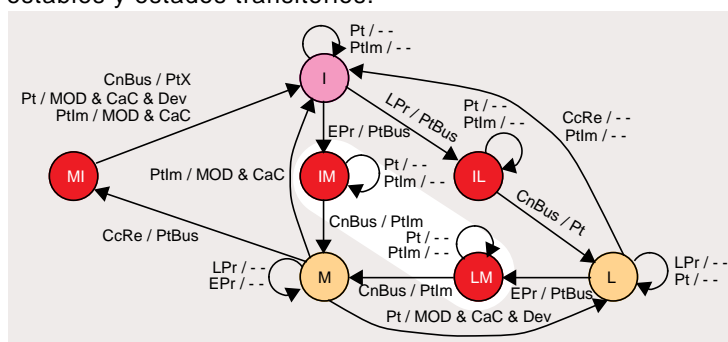 estables y estados transitorios.
Pt / - -
PtIm / - -
I
CnBus / PtX
Pt / MOD & CaC & Dev
PtIm / MOD & CaC
LPr / PtBus
Pt / - -
PtIm / - -
CcRe / - -
PtIm / - -
EPr / PtBus
MI
PtIm / MOD & CaC
IM
Pt / - -
PtIm / - -
IL
CnBus / Pt
CnBus / PtIm
CcRe / PtBus
Pt / - -
PtIm / - -
LPr / - -
EPr / - -
M
CnBus / PtIm
LM
EPr / PtBus
L
LPr / - -
Pt / - -
Pt / MOD & CaC & Dev